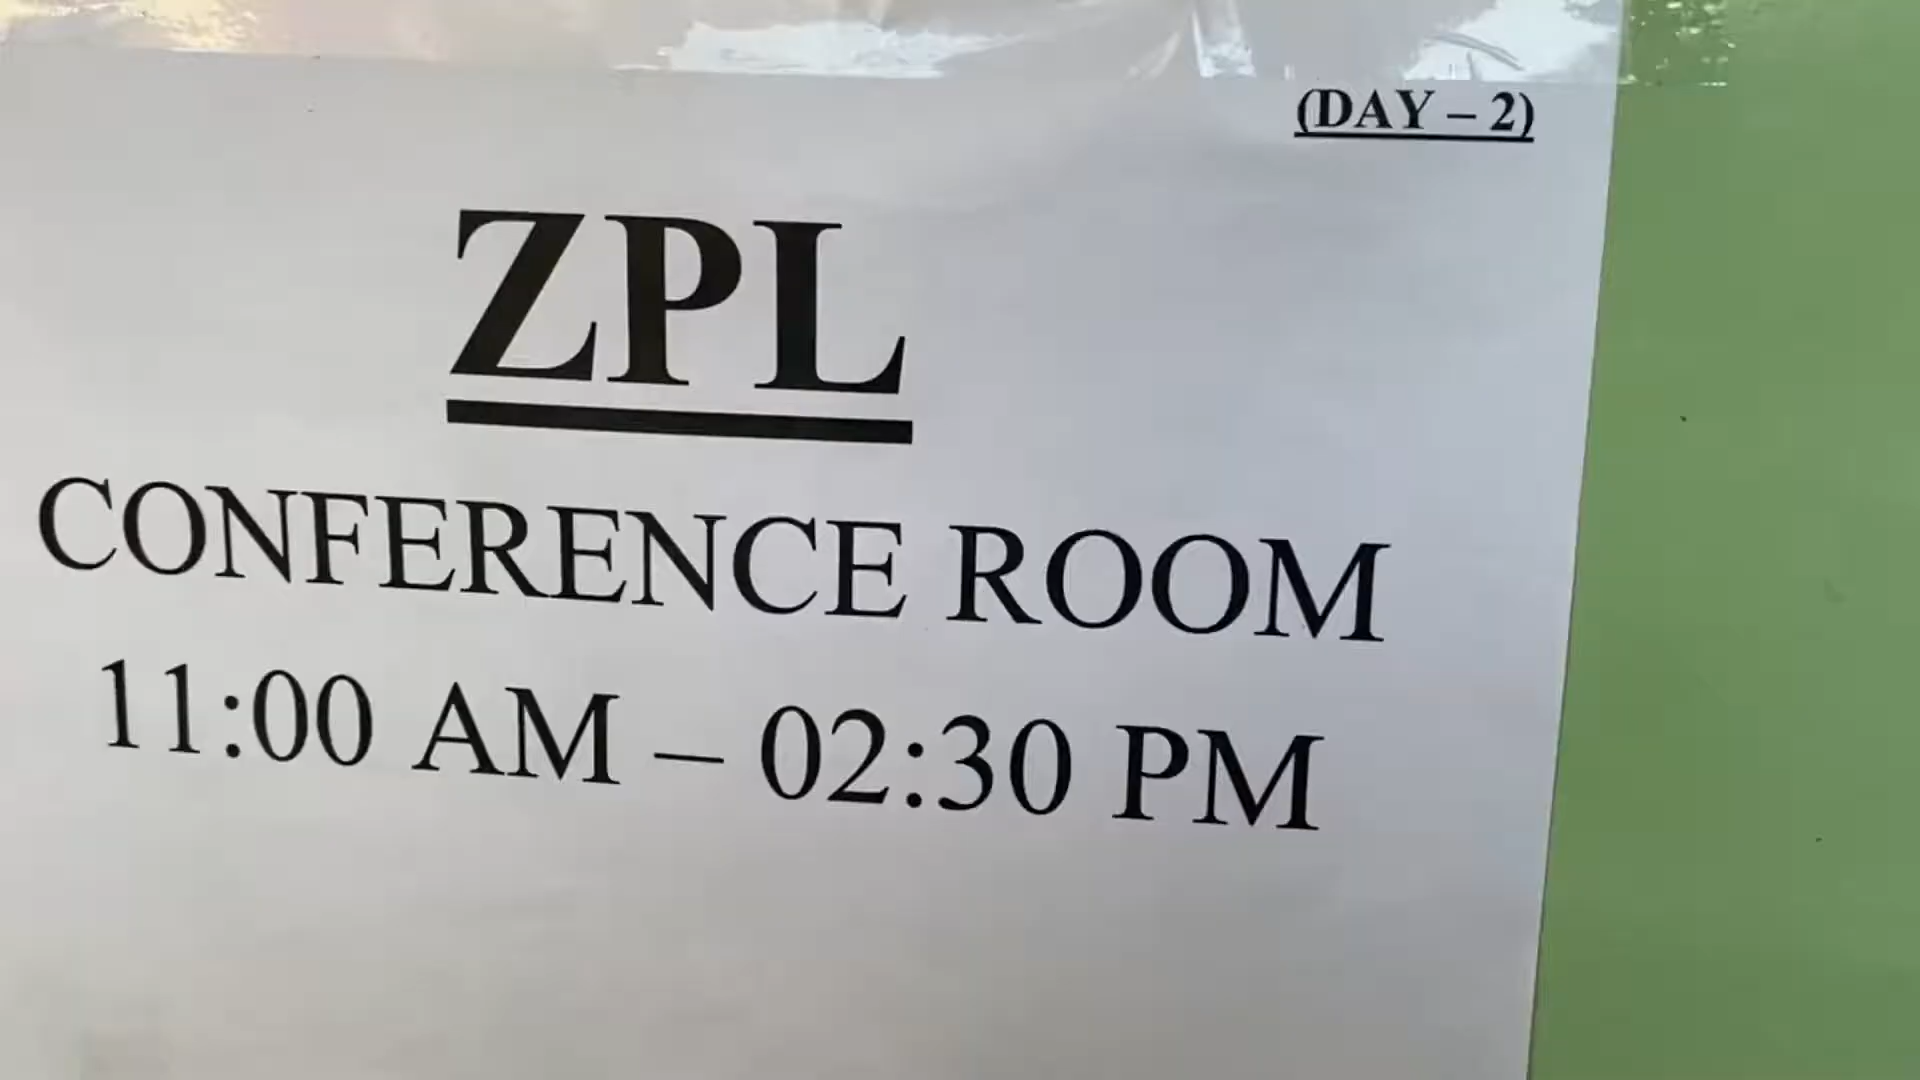 (DAY – 2)
ZPL
CONFERENCE ROOM
11:00 AM – 02:30 PM